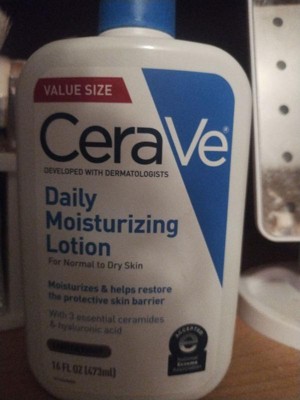 VALUE SIZE
CeraVe®
DEVELOPED WITH DERMATOLOGISTS
Daily
Moisturizing
Lotion
For Normal to Dry Skin
Moisturizes & helps restore
the protective skin barrier
With 3 essential ceramides
& hyaluronic acid
16 FL OZ (473ml)